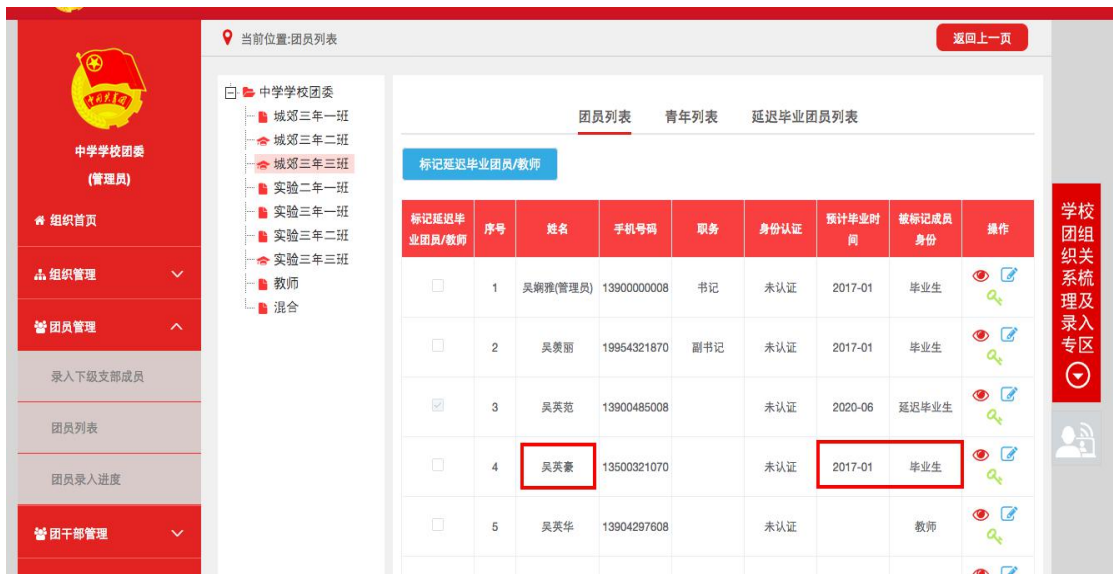 中国共青团
中学学校团委
(管理员)
组织首页
组织管理
团员管理
录入下级支部成员
团员列表
团员录入进度
团干部管理
当前位置:团员列表
返回上一页
中学学校团委
城郊三年一班
城郊三年二班
城郊三年三班
实验二年一班
实验三年一班
实验三年二班
实验三年三班
教师
混合
团员列表 青年列表 延迟毕业团员列表
标记延迟毕业团员/教师
标记延迟毕业团员/教师 序号 姓名 手机号码 职务 身份认证 预计毕业时间 被标记成员身份 操作
1 吴娴雅(管理员) 13900000008 书记 未认证 2017-01 毕业生
2 吴羡丽 19954321870 副书记 未认证 2017-01 毕业生
3 吴英范 13900485008 未认证 2020-06 延迟毕业生
4 吴英豪 13500321070 未认证 2017-01 毕业生
5 吴英华 13904297608 未认证 教师
学校
团组
织关
系梳
理及
录入
专区